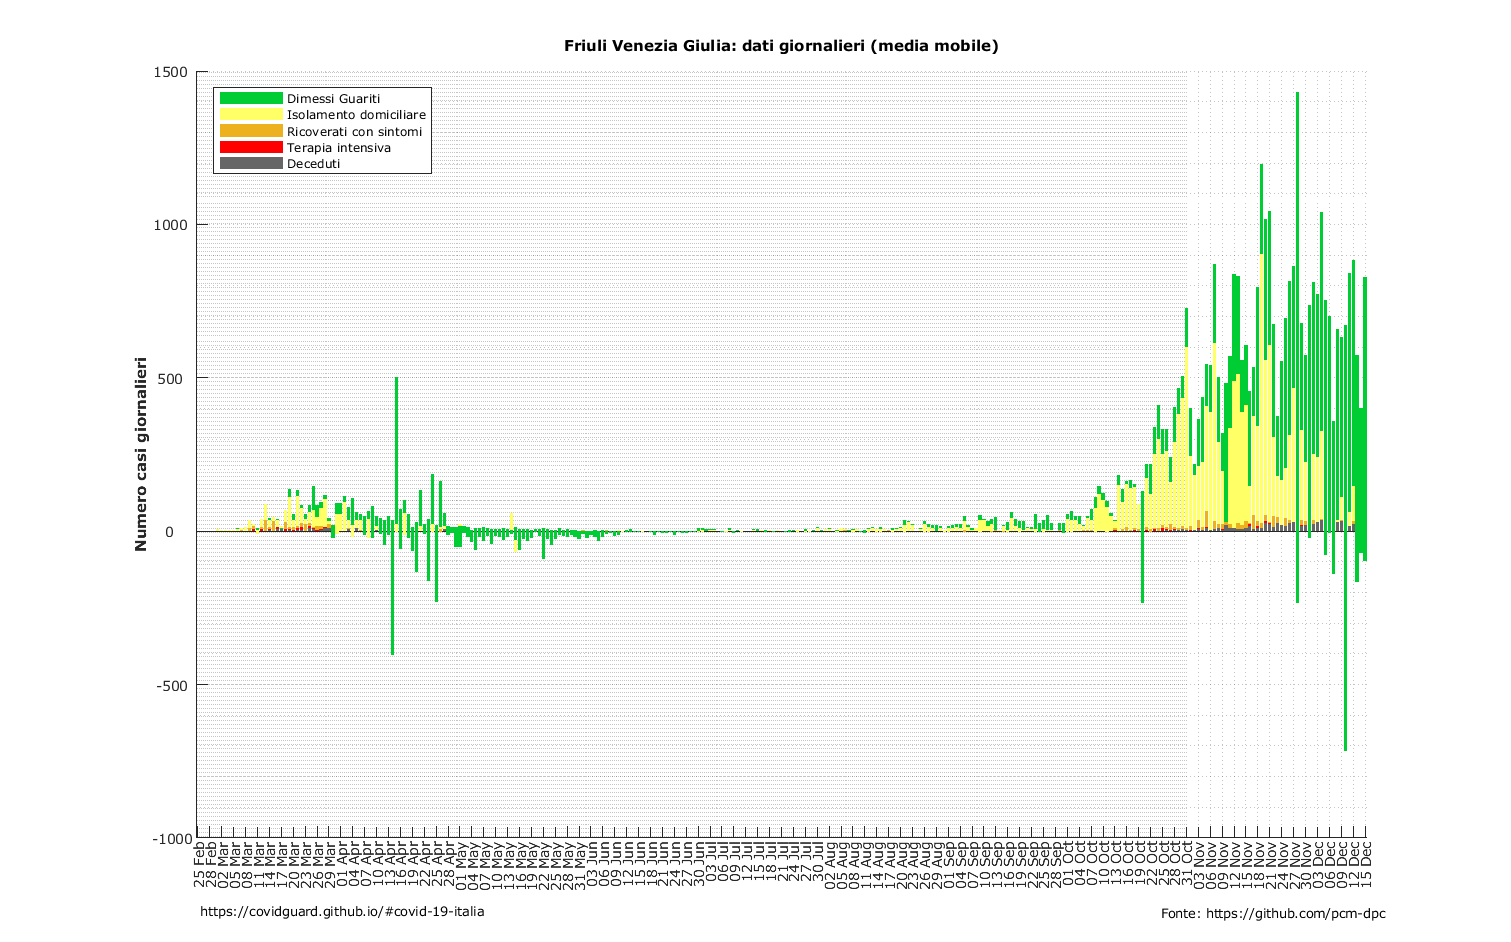 Friuli Venezia Giulia: dati giornalieri (media mobile)
1500
1000
500
0
-500
-1000
Numero casi giornalieri
Dimessi Guariti
Isolamento domiciliare
Ricoverati con sintomi
Terapia intensiva
Deceduti
25 Feb
28 Feb
02 Mar
05 Mar
08 Mar
11 Mar
14 Mar
17 Mar
20 Mar
23 Mar
26 Mar
29 Mar
01 Apr
04 Apr
07 Apr
10 Apr
13 Apr
16 Apr
19 Apr
22 Apr
25 Apr
28 Apr
01 May
04 May
07 May
10 May
13 May
16 May
19 May
22 May
25 May
28 May
31 May
03 Jun
06 Jun
09 Jun
12 Jun
15 Jun
18 Jun
21 Jun
24 Jun
27 Jun
30 Jun
03 Jul
06 Jul
09 Jul
12 Jul
15 Jul
18 Jul
21 Jul
24 Jul
27 Jul
30 Jul
02 Aug
05 Aug
08 Aug
11 Aug
14 Aug
17 Aug
20 Aug
23 Aug
26 Aug
29 Aug
01 Sep
04 Sep
07 Sep
10 Sep
13 Sep
16 Sep
19 Sep
22 Sep
25 Sep
28 Sep
01 Oct
04 Oct
07 Oct
10 Oct
13 Oct
16 Oct
19 Oct
22 Oct
25 Oct
28 Oct
31 Oct
03 Nov
06 Nov
09 Nov
12 Nov
15 Nov
18 Nov
21 Nov
24 Nov
27 Nov
30 Nov
03 Dec
06 Dec
09 Dec
12 Dec
15 Dec
https://covidguard.github.io/#covid-19-italia
Fonte: https://github.com/pcm-dpc